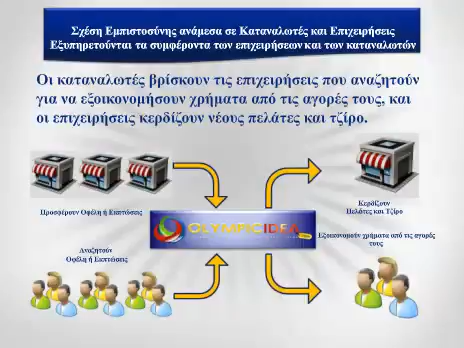 Σχέση Εμπιστοσύνης ανάμεσα σε Καταναλωτές και Επιχειρήσεις
Εξυπηρετούνται τα συμφέροντα των επιχειρήσεων και των καταναλωτών
Οι καταναλωτές βρίσκουν τις επιχειρήσεις που αναζητούν
για να εξοικονομήσουν χρήματα από τις αγορές τους, και
οι επιχειρήσεις κερδίζουν νέους πελάτες και τζίρο.
Προσφέρουν Οφέλη ή Εκπτώσεις
Κερδίζουν
Πελάτες και Τζίρο
OLYMPICIDEA
Εξοικονομούν χρήματα από τις αγορές
τους
Αναζητούν
Οφέλη ή Εκπτώσεις